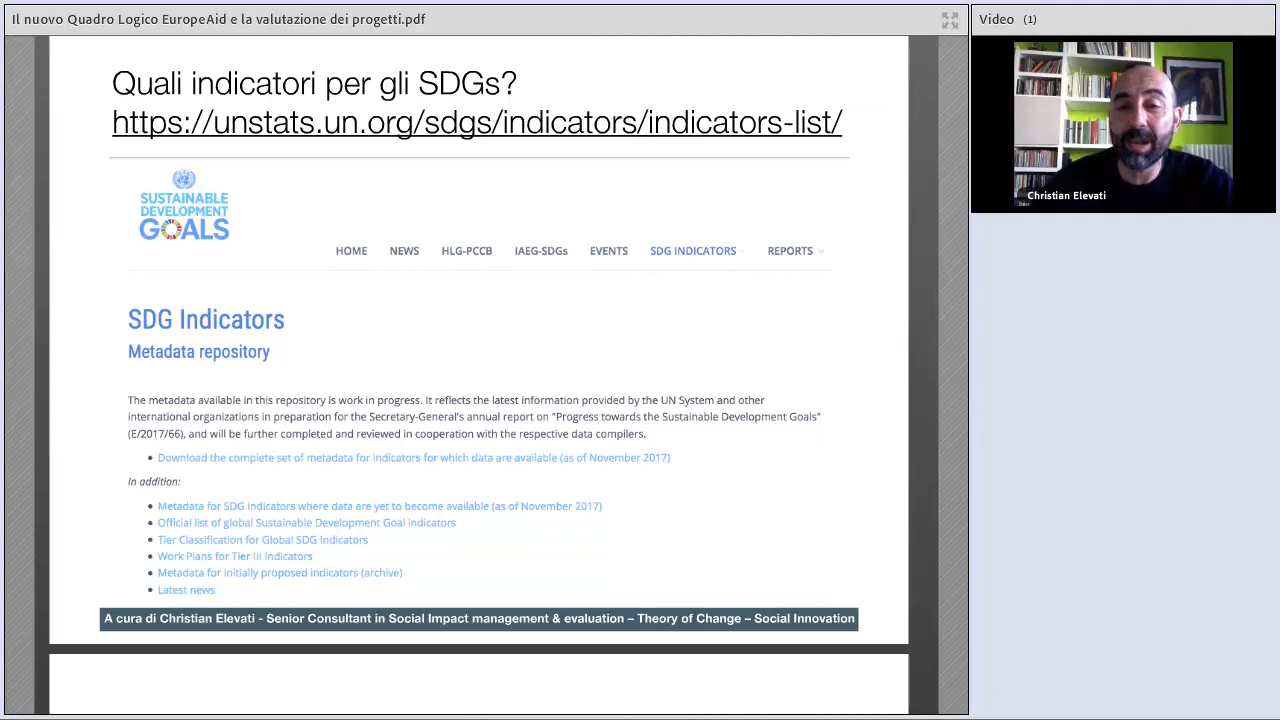 Il nuovo Quadro Logico EuropeAid e la valutazione dei progetti.pdf
Video (1)
Christian Elevati
Quali indicatori per gli SDGs?
https://unstats.un.org/sdgs/indicators/indicators-list/
SUSTAINABLE
DEVELOPMENT
GOALS
HOME NEWS HLG-PCCB IAEG-SDGs EVENTS SDG INDICATORS REPORTS
SDG Indicators
Metadata repository
The metadata available in this repository is work in progress. It reflects the latest information provided by the UN System and other
international organizations in preparation for the Secretary-General's annual report on "Progress towards the Sustainable Development Goals"
(E/2017/66), and will be further completed and reviewed in cooperation with the respective data compilers.
• Download the complete set of metadata for indicators for which data are available (as of November 2017)
In addition:
• Metadata for SDG indicators where data are yet to become available (as of November 2017)
• Official list of global Sustainable Development Goal indicators
• Tier Classification for Global SDG Indicators
• Work Plans for Tier III Indicators
• Metadata for initially proposed indicators (archive)
• Latest news
A cura di Christian Elevati - Senior Consultant in Social Impact management & evaluation – Theory of Change – Social Innovation